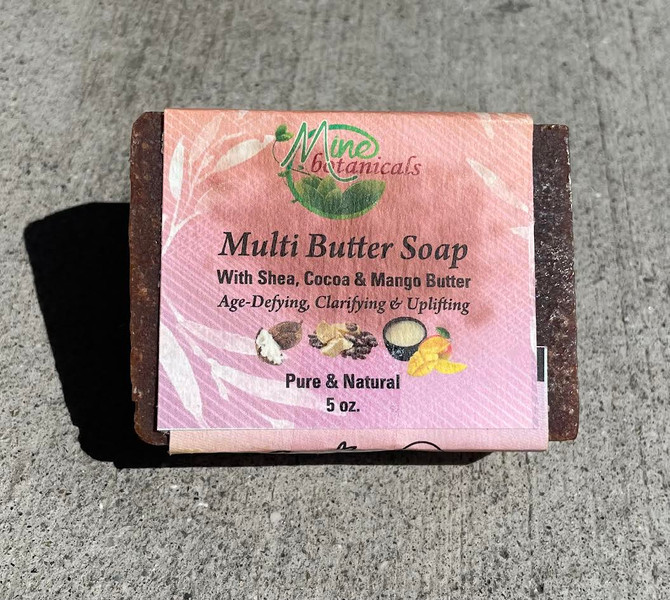 Mine
botanicals
Multi Butter Soap
With Shea, Cocoa & Mango Butter
Age-Defying, Clarifying & Uplifting
Pure & Natural
5 oz.